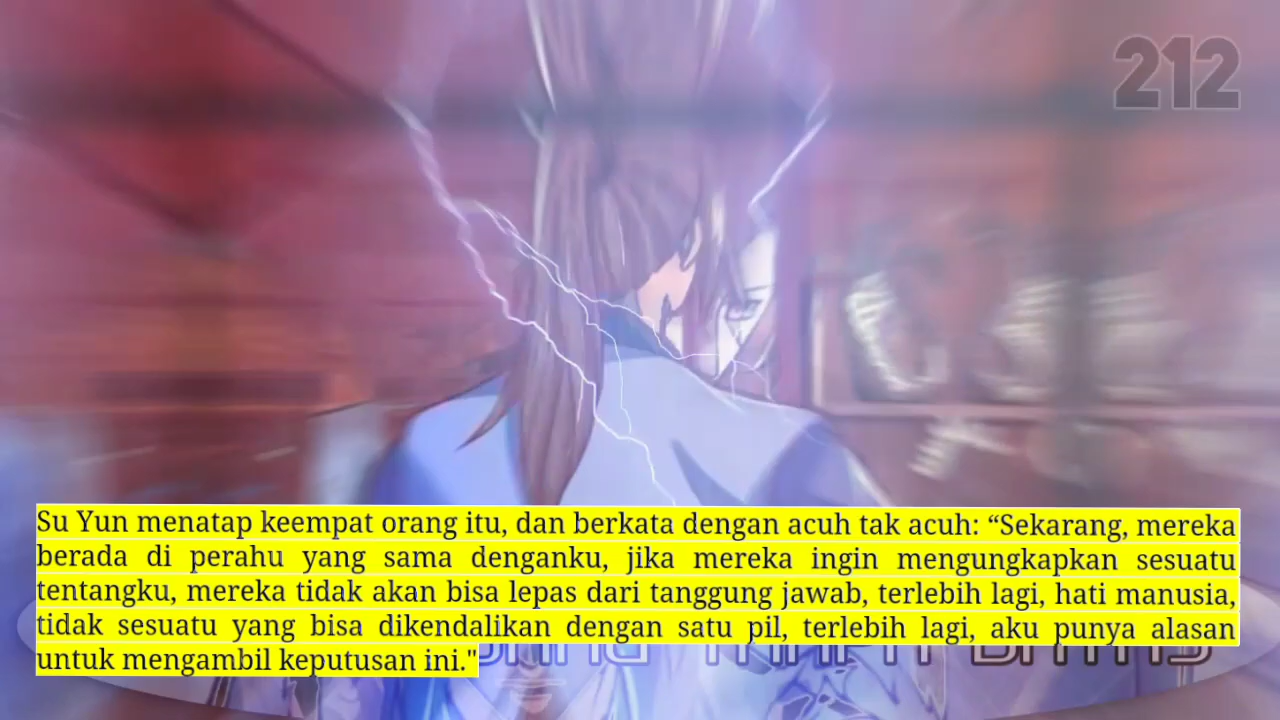 212
Su Yun menatap keempat orang itu, dan berkata dengan acuh tak acuh: “Sekarang, mereka
berada di perahu yang sama denganku, jika mereka ingin mengungkapkan sesuatu
tentangku, mereka tidak akan bisa lepas dari tanggung jawab, terlebih lagi, hati manusia,
tidak sesuatu yang bisa dikendalikan dengan satu pil, terlebih lagi, aku punya alasan
untuk mengambil keputusan ini."